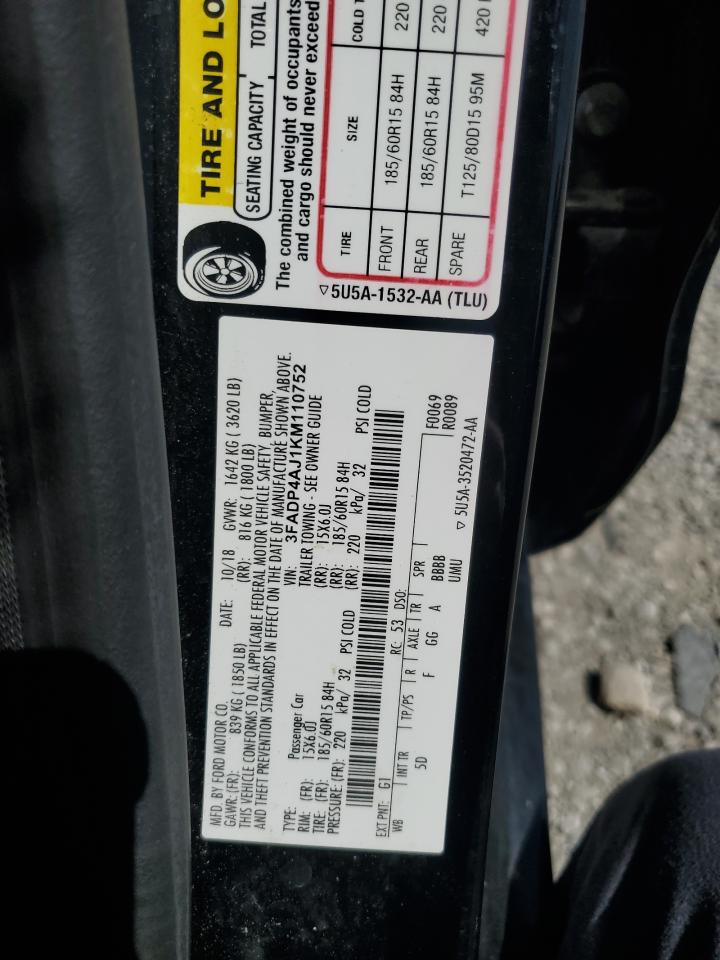 TIRE AND LO
SEATING CAPACITY TOTAL
The combined weight of occupants
and cargo should never exceed
TIRE SIZE COLD T
FRONT 185/60R15 84H 220
REAR 185/60R15 84H 220
SPARE T125/80D15 95M 420
▽5U5A-1532-AA (TLU)
MFD. BY FORD MOTOR CO. DATE: 10/18 GVWR: 1642 KG ( 3620 LB)
GAWR:(FR): 839 KG ( 1850 LB) (RR): 816 KG ( 1800 LB)
THIS VEHICLE CONFORMS TO ALL APPLICABLE FEDERAL MOTOR VEHICLE SAFETY, BUMPER,
AND THEFT PREVENTION STANDARDS IN EFFECT ON THE DATE OF MANUFACTURE SHOWN ABOVE.
VIN: 3FADP4AJ1KM110752
TYPE: Passenger Car TRAILER TOWING - SEE OWNER GUIDE
RIM: (FR): 15X6.0J (RR): 15X6.0J
TIRE: (FR): 185/60R15 84H (RR): 185/60R15 84H
PRESSURE: (FR): 220 kPa/ 32 PSI COLD (RR): 220 kPa/ 32 PSI COLD
EXT PNT: G1 RC: 53 DSO: F0069
WB INT TR TP/PS R AXLE TR SPR R0089
5D F GG A BBBB
UMU
▽ 5U5A-3520472-AA